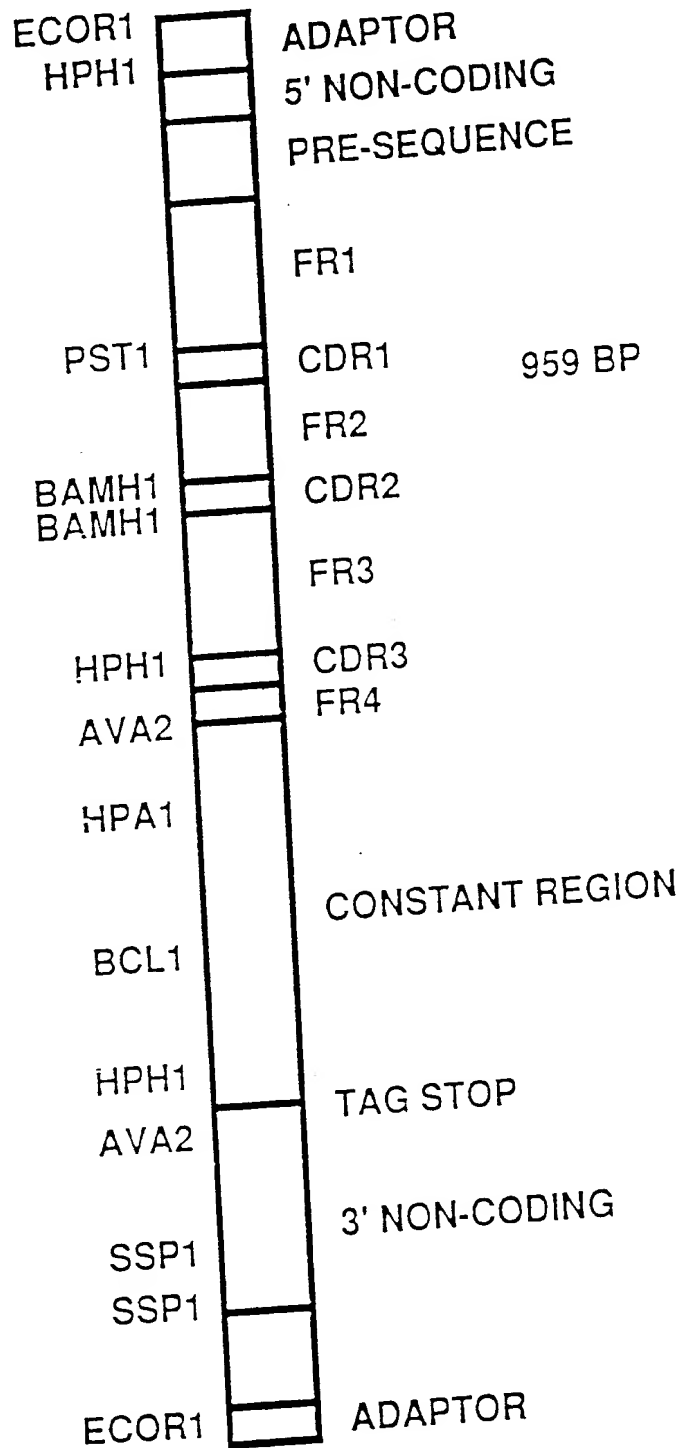 ECOR1 ADAPTOR
HPH1 5' NON-CODING
PRE-SEQUENCE
FR1
PST1 CDR1 959 BP
FR2
BAMH1 CDR2
BAMH1
FR3
HPH1 CDR3
FR4
AVA2
HPA1
CONSTANT REGION
BCL1
HPH1
TAG STOP
AVA2
3' NON-CODING
SSP1
SSP1
ECOR1 ADAPTOR